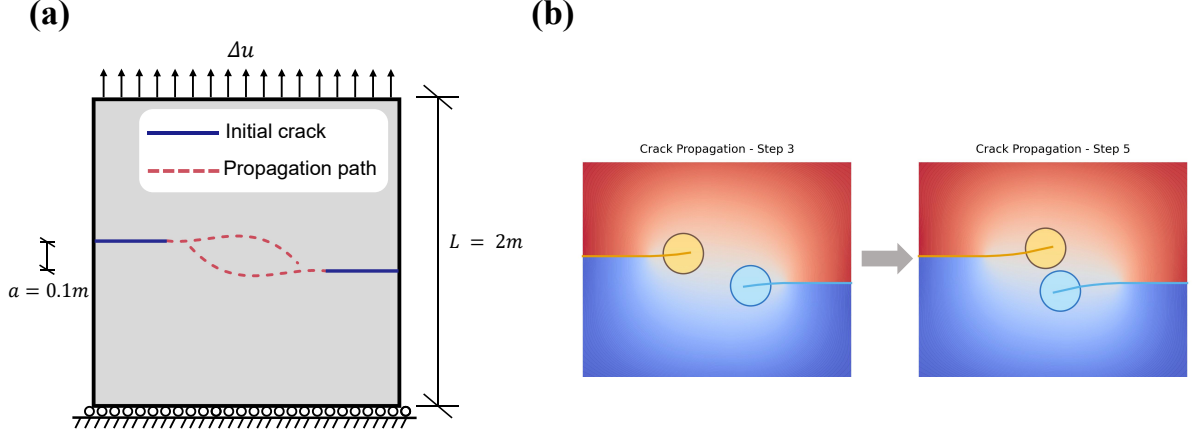 (a)
Δu
Initial crack
Propagation path
L = 2m
a = 0.1m
(b)
Crack Propagation - Step 3
Crack Propagation - Step 5